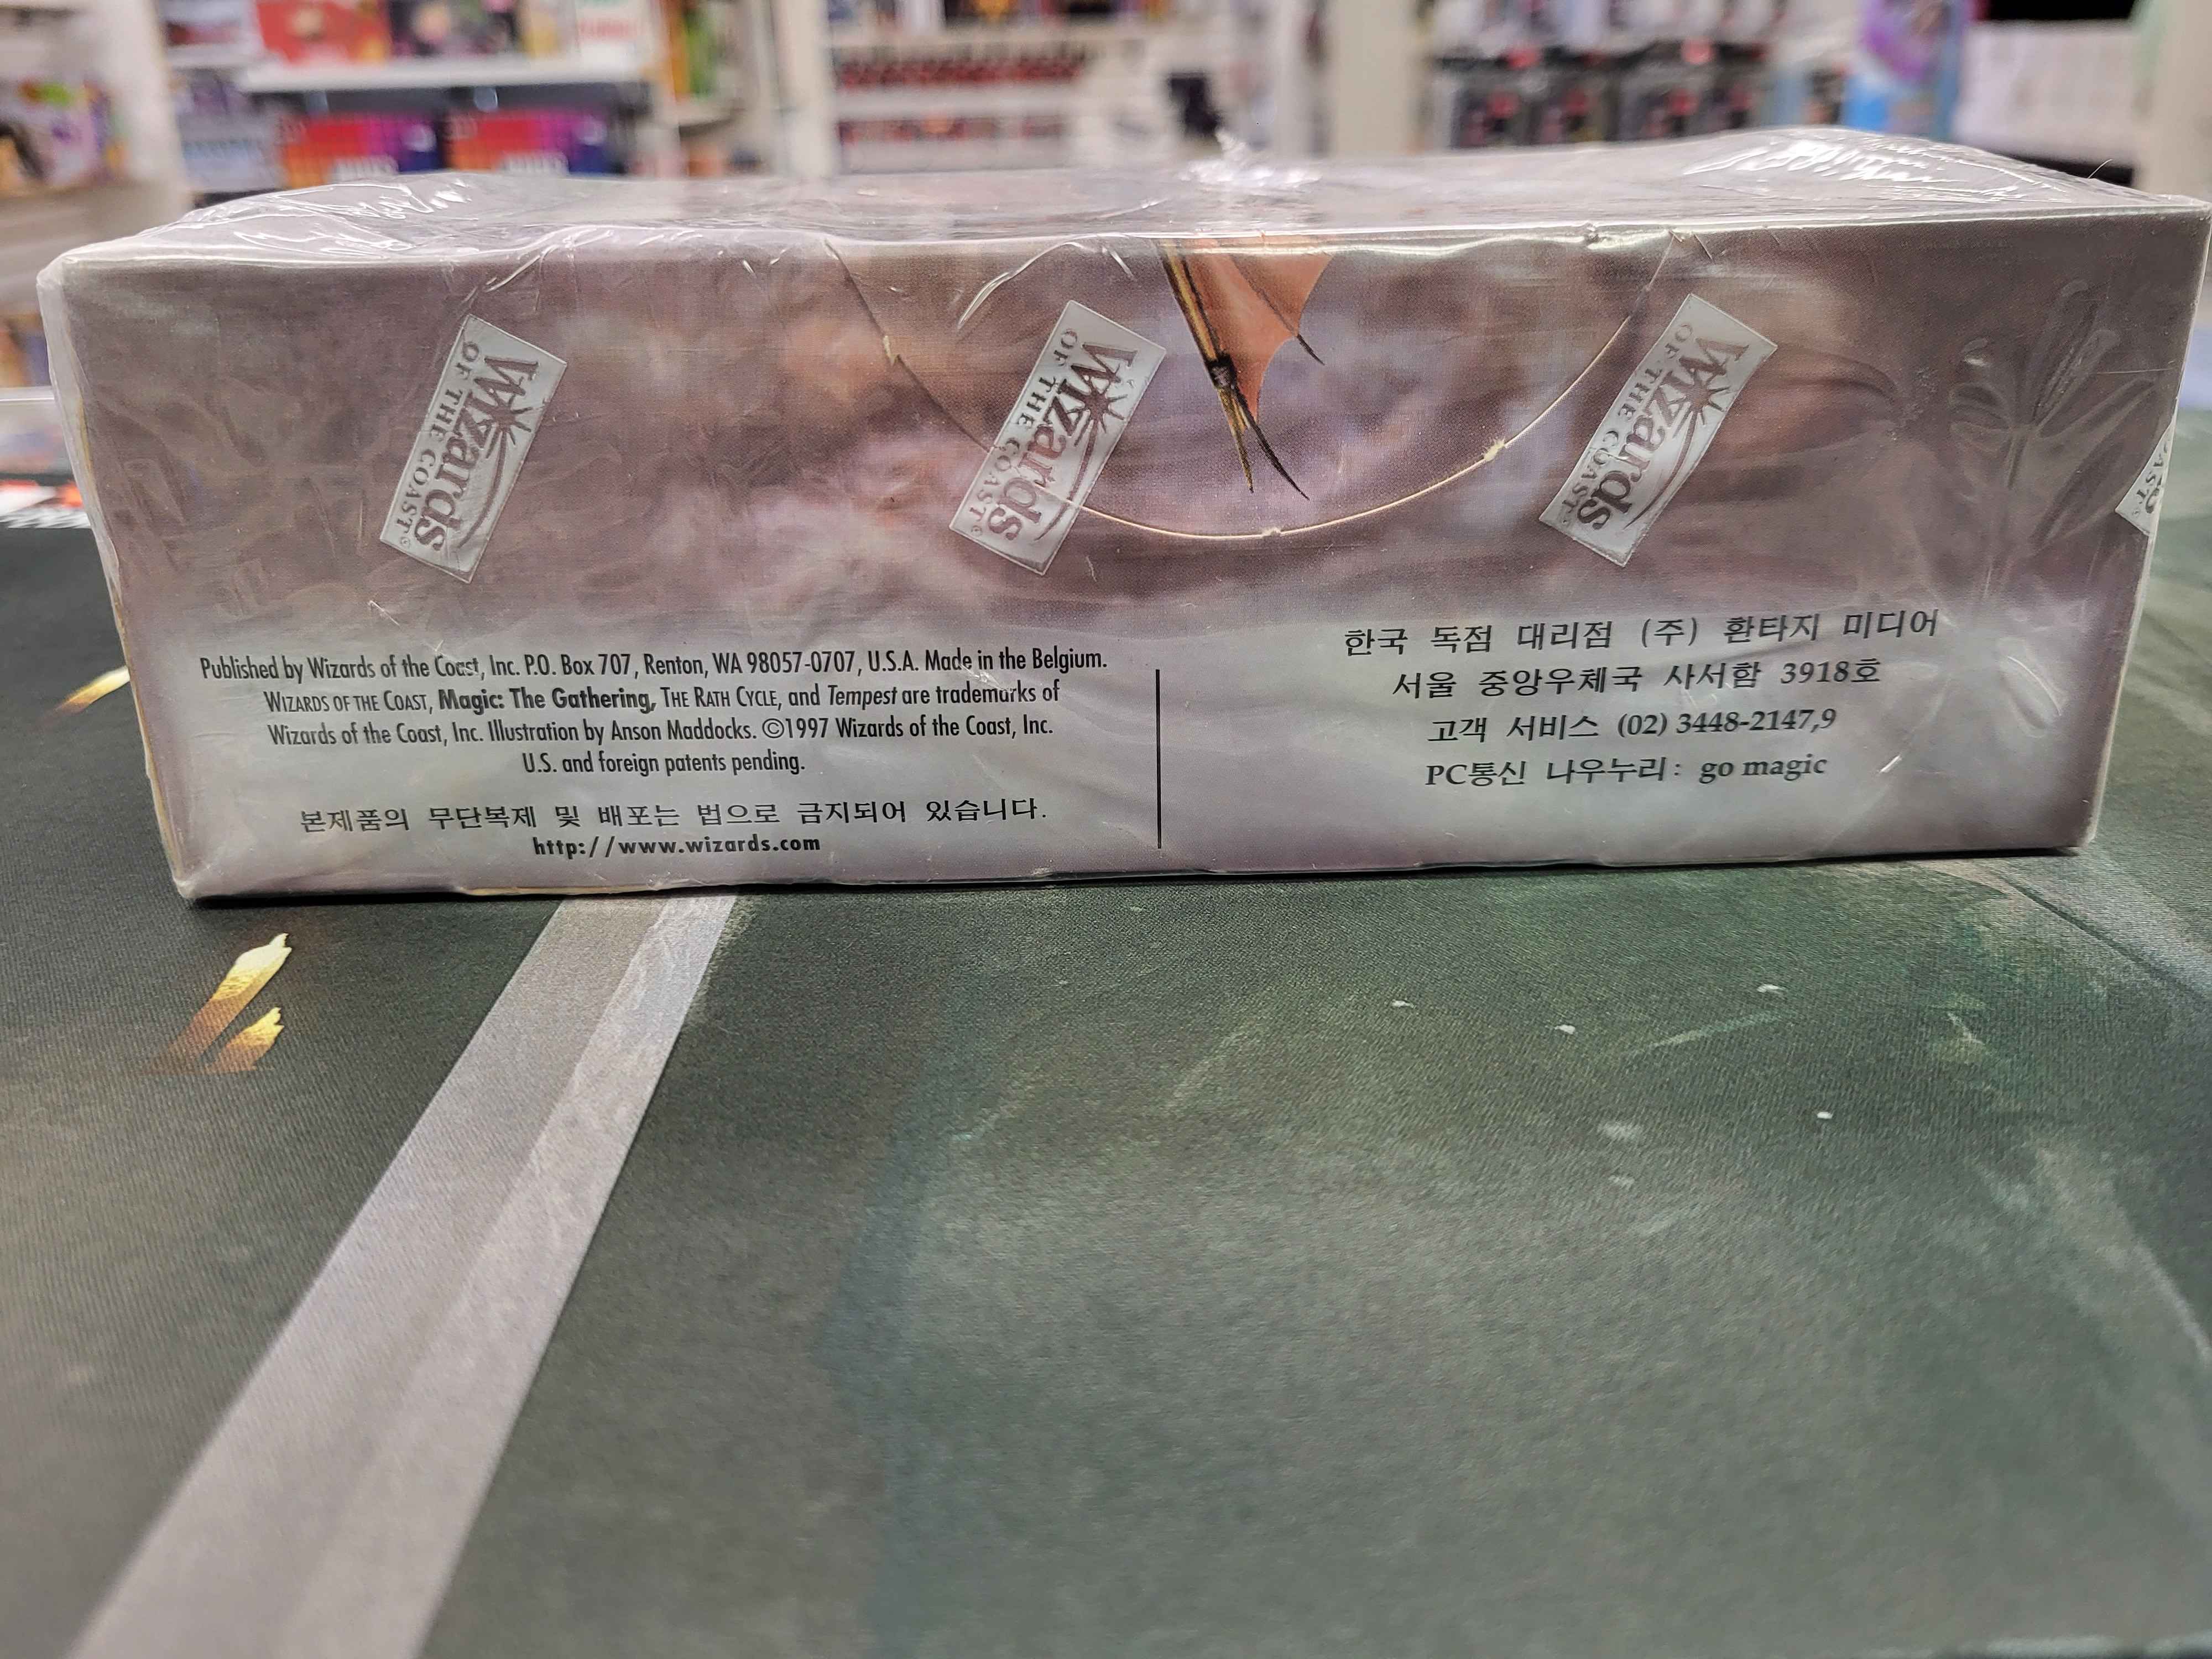 Wizards
OF THE COAST®
Wizards
OF THE COAST®
Wizards
OF THE COAST®
Published by Wizards of the Coast, Inc. P.O. Box 707, Renton, WA 98057-0707, U.S.A. Made in the Belgium.
WIZARDS OF THE COAST, Magic: The Gathering, THE RATH CYCLE, and Tempest are trademarks of
Wizards of the Coast, Inc. Illustration by Anson Maddocks. ©1997 Wizards of the Coast, Inc.
U.S. and foreign patents pending.
본제품의 무단복제 및 배포는 법으로 금지되어 있습니다.
http://www.wizards.com
한국 독점 대리점 (주) 환타지 미디어
서울 중앙우체국 사서함 3918호
고객 서비스 (02) 3448-2147,9
PC통신 나우누리: go magic